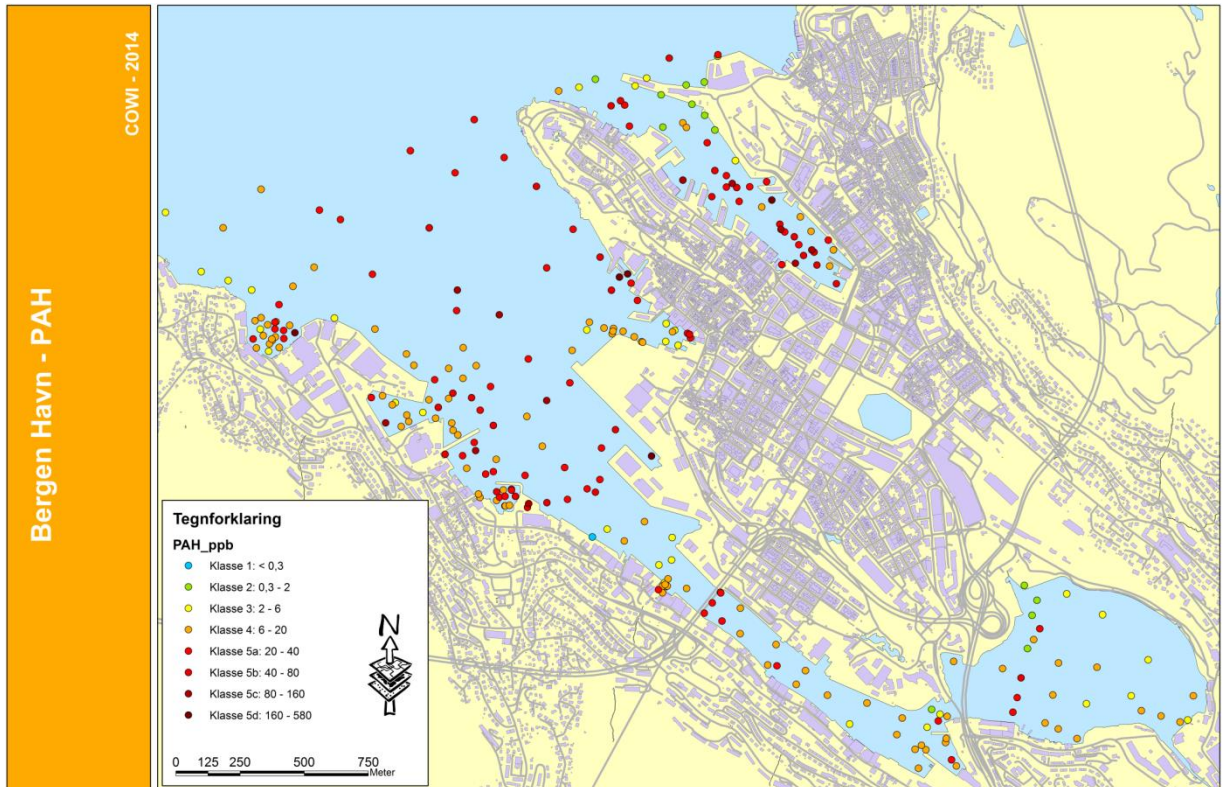 Bergen Havn - PAH
COWI - 2014
Tegnforklaring
PAH_ppb
Klasse 1: < 0,3
Klasse 2: 0,3 - 2
Klasse 3: 2 - 6
Klasse 4: 6 - 20
Klasse 5a: 20 - 40
Klasse 5b: 40 - 80
Klasse 5c: 80 - 160
Klasse 5d: 160 - 580
N
0 125 250 500 750
Meter